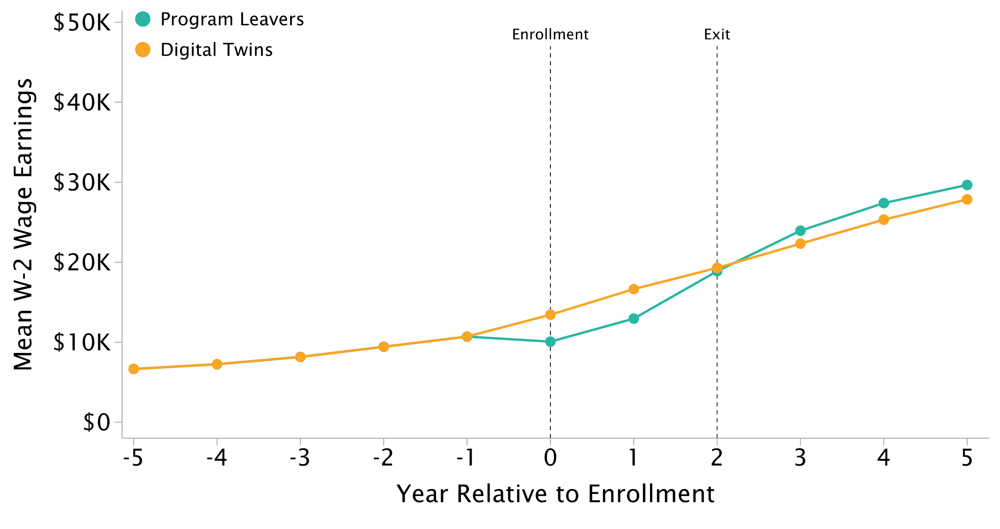 Program Leavers
Digital Twins
Enrollment
Exit
Mean W-2 Wage Earnings
$50K
$40K
$30K
$20K
$10K
$0
-5 -4 -3 -2 -1 0 1 2 3 4 5
Year Relative to Enrollment